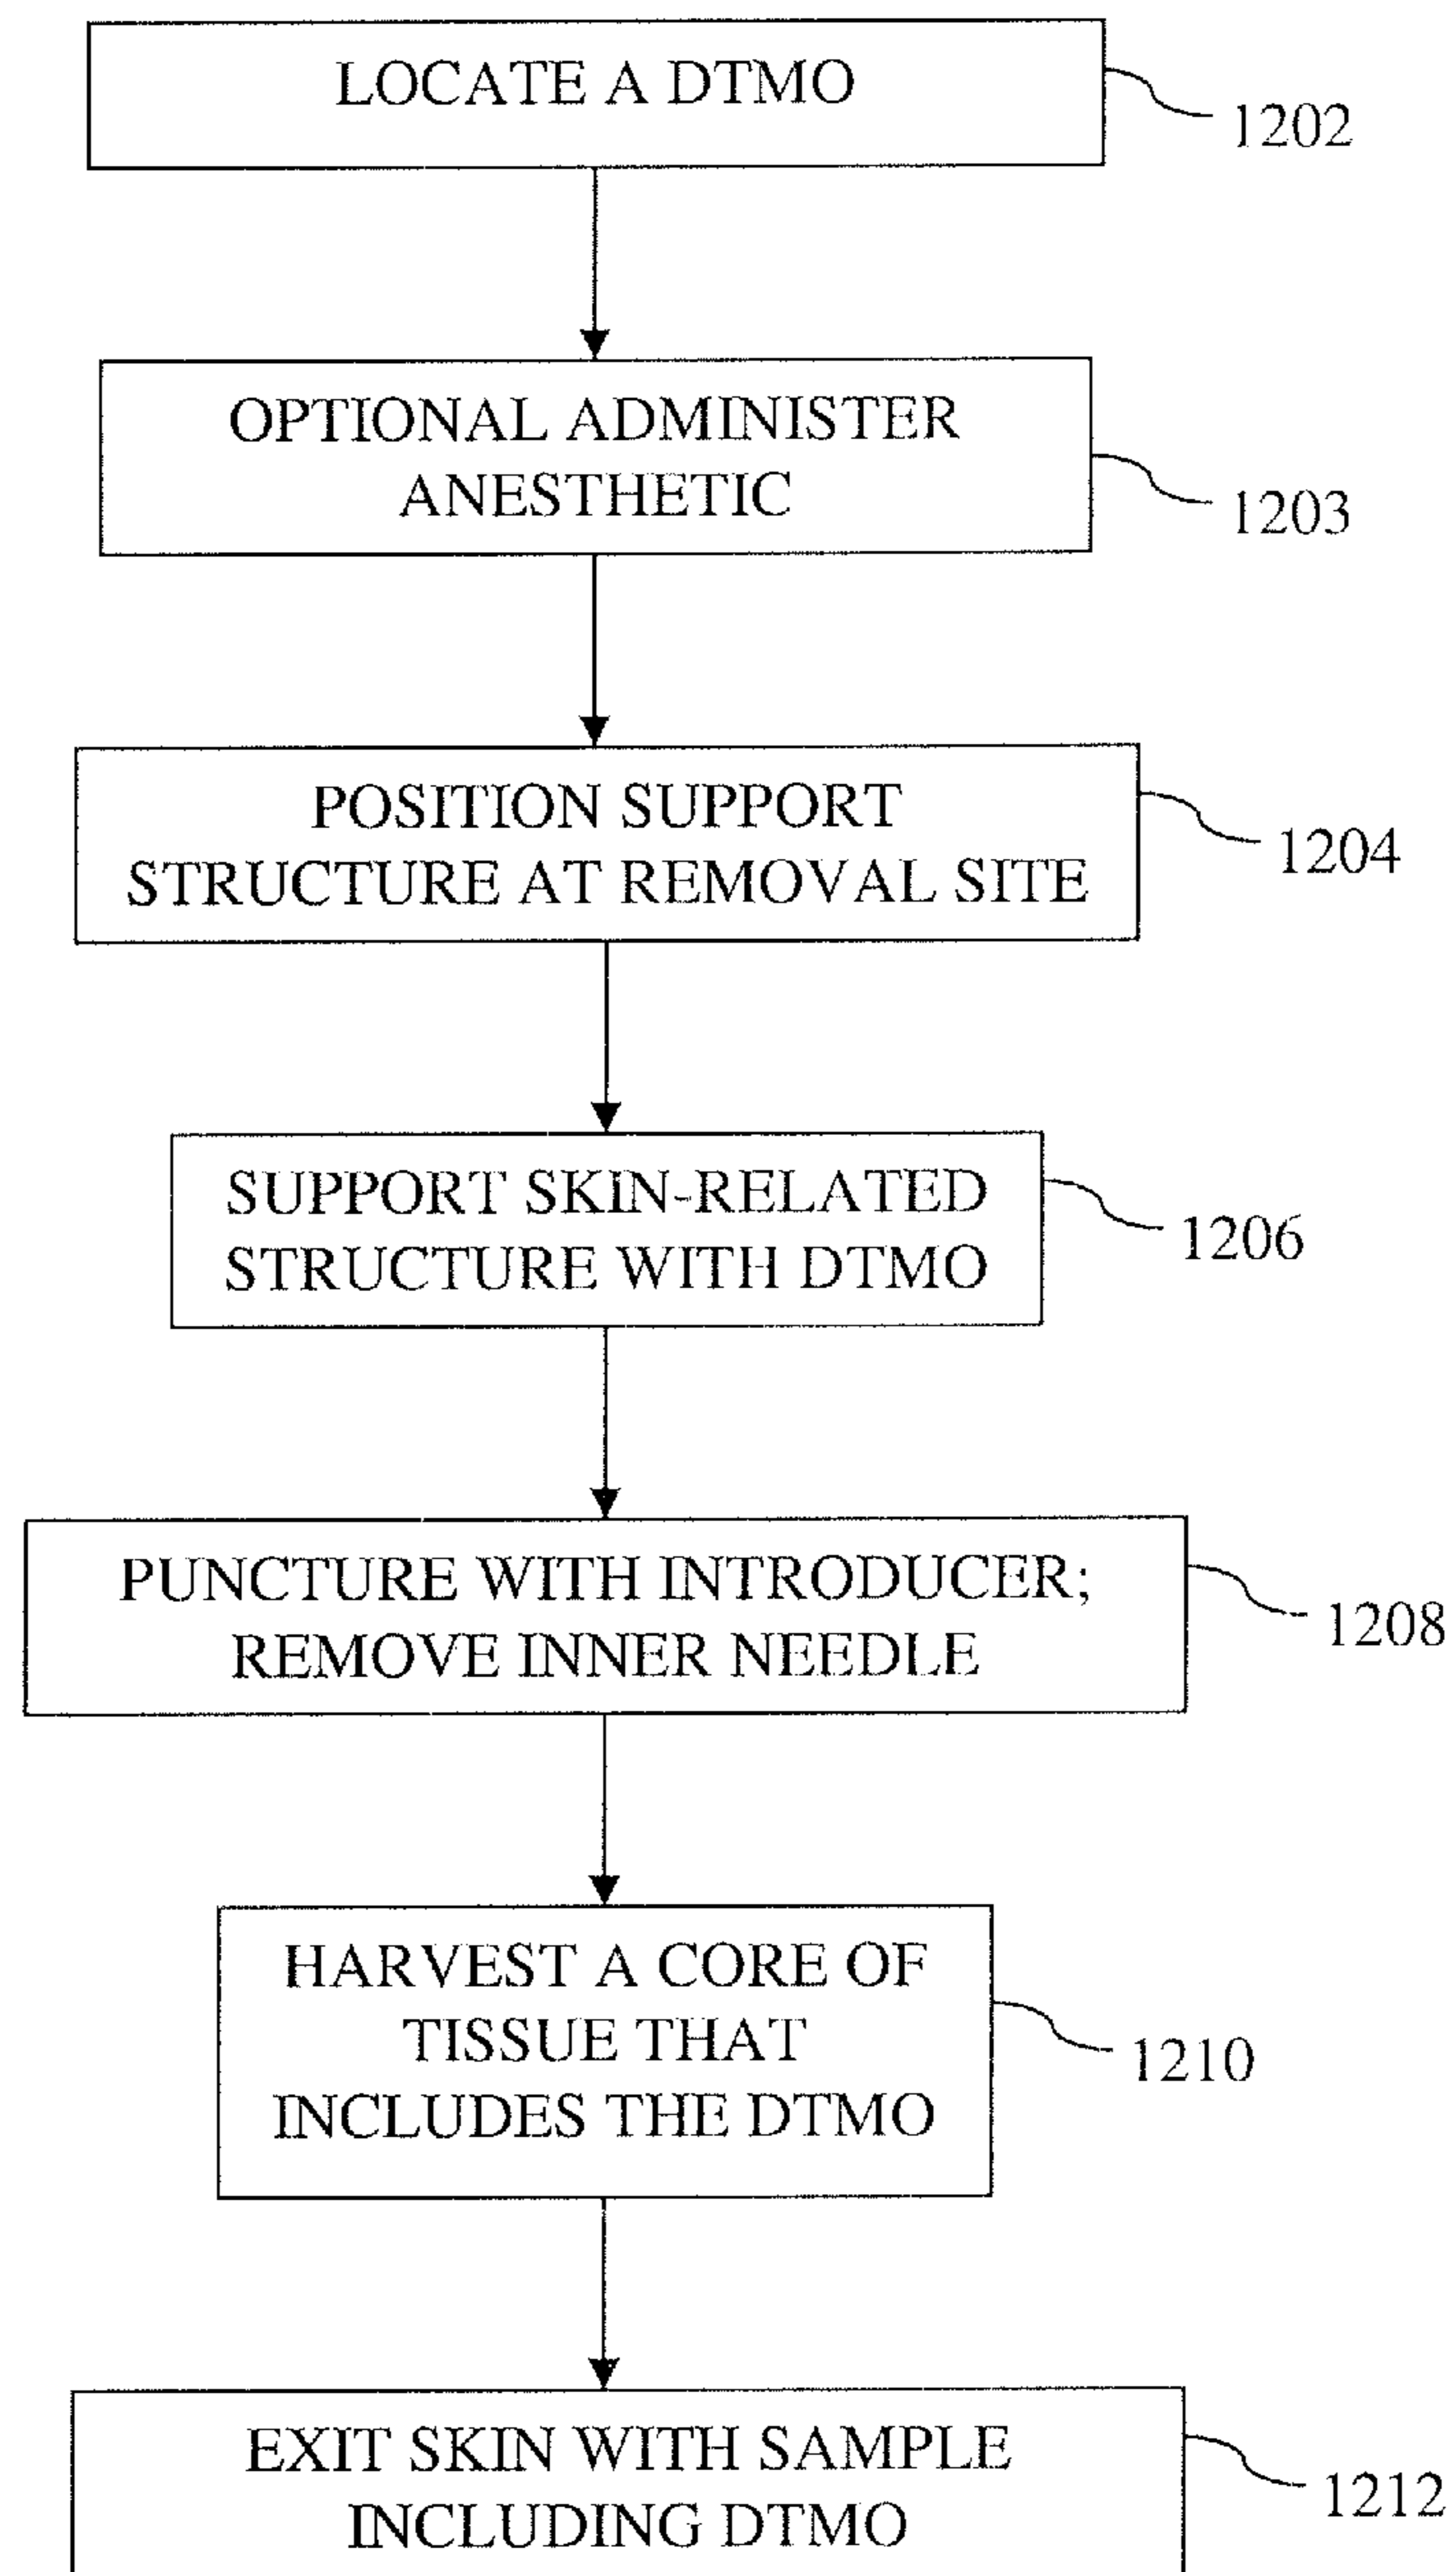 LOCATE A DTMO
1202
OPTIONAL ADMINISTER
ANESTHETIC
1203
POSITION SUPPORT
STRUCTURE AT REMOVAL SITE
1204
SUPPORT SKIN-RELATED
STRUCTURE WITH DTMO
1206
PUNCTURE WITH INTRODUCER;
REMOVE INNER NEEDLE
1208
HARVEST A CORE OF
TISSUE THAT
INCLUDES THE DTMO
1210
EXIT SKIN WITH SAMPLE
INCLUDING DTMO
1212